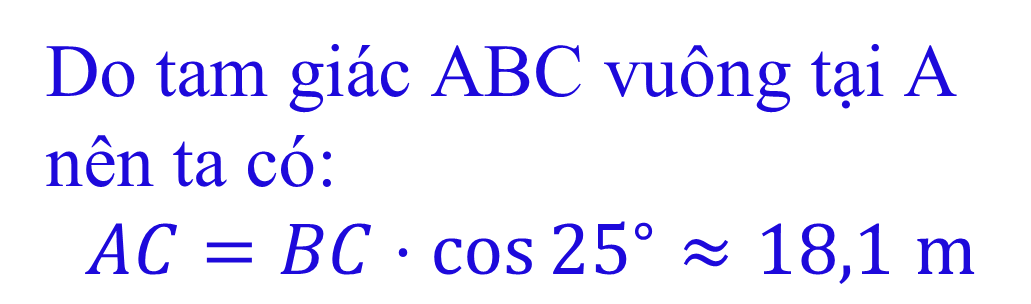 Do tam giác ABC vuông tại A
nên ta có:
AC = BC · cos 25° ≈ 18,1 m